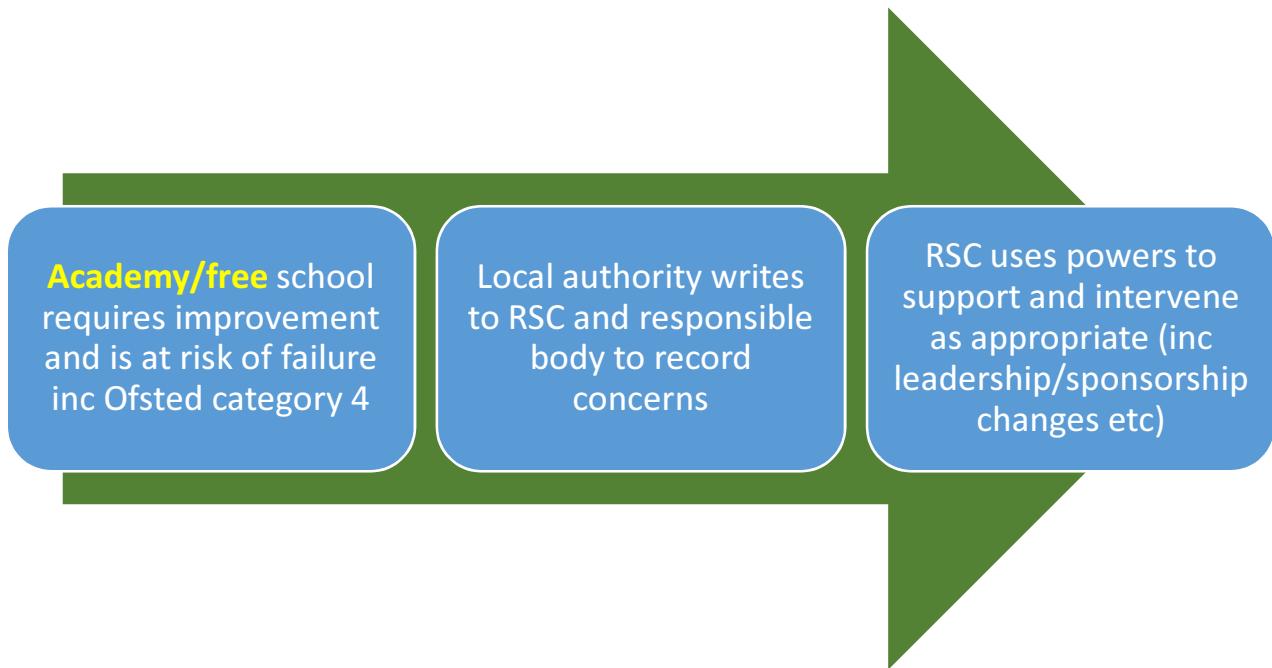 Academy/free school
requires improvement
and is at risk of failure
inc Ofsted category 4
Local authority writes
to RSC and responsible
body to record
concerns
RSC uses powers to
support and intervene
as appropriate (inc
leadership/sponsorship
changes etc)